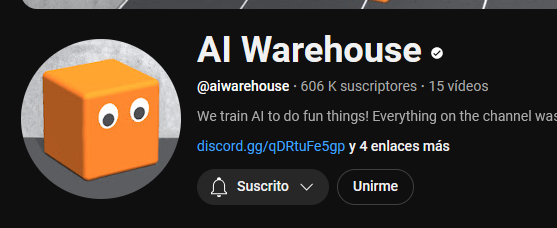 AI Warehouse
@aiwarehouse · 606 K suscriptores · 15 vídeos
We train AI to do fun things! Everything on the channel was
discord.gg/qDRtuFe5gp y 4 enlaces más
Suscrito
Unirme